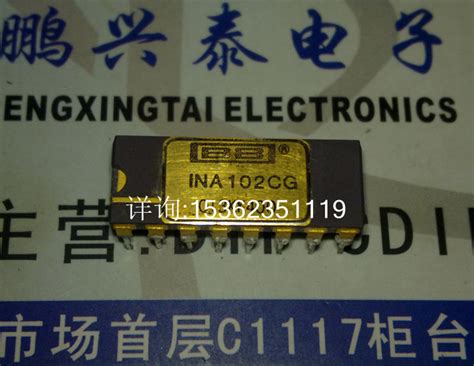 鹏兴泰电子
ENGXINGTAI ELECTRONICS
BB ®
INA102CG
详询:15362351119
主营:
市场首层C1117柜台